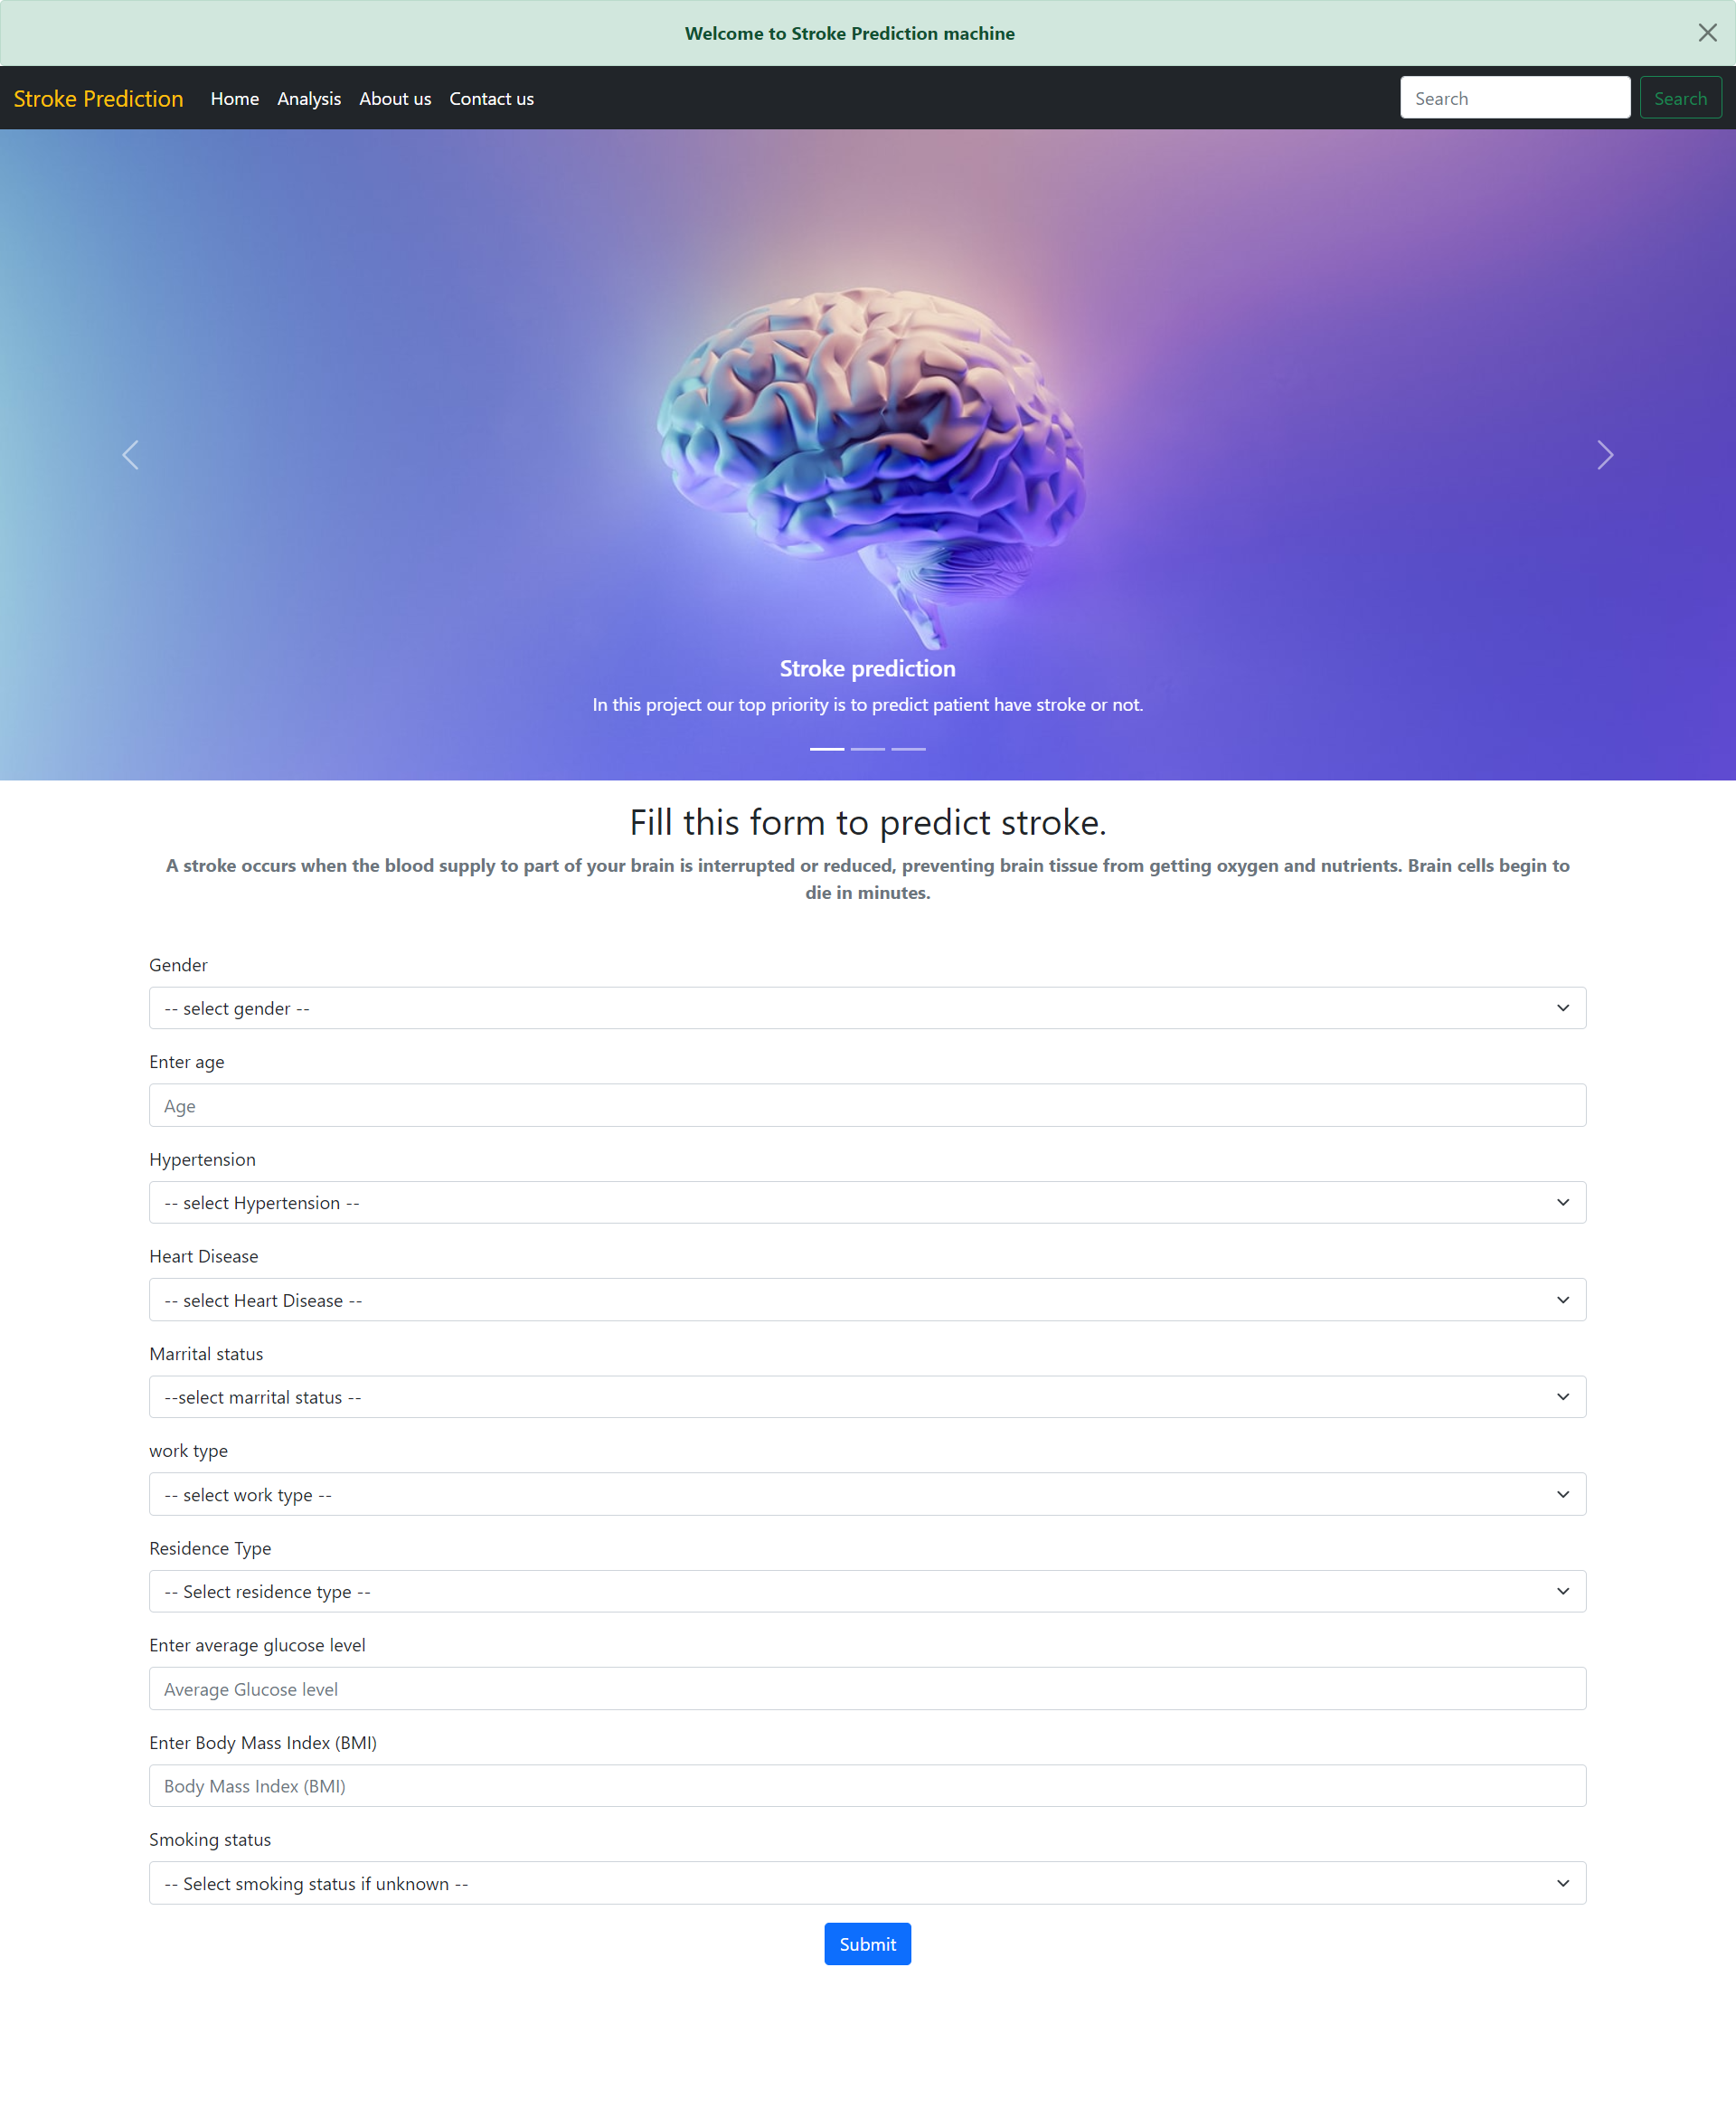 Welcome to Stroke Prediction machine
Stroke Prediction Home Analysis About us Contact us Search Search
Stroke prediction
In this project our top priority is to predict patient have stroke or not.
Fill this form to predict stroke.
A stroke occurs when the blood supply to part of your brain is interrupted or reduced, preventing brain tissue from getting oxygen and nutrients. Brain cells begin to
die in minutes.
Gender
-- select gender --
Enter age
Age
Hypertension
-- select Hypertension --
Heart Disease
-- select Heart Disease --
Marrital status
--select marrital status --
work type
-- select work type --
Residence Type
-- Select residence type --
Enter average glucose level
Average Glucose level
Enter Body Mass Index (BMI)
Body Mass Index (BMI)
Smoking status
-- Select smoking status if unknown --
Submit